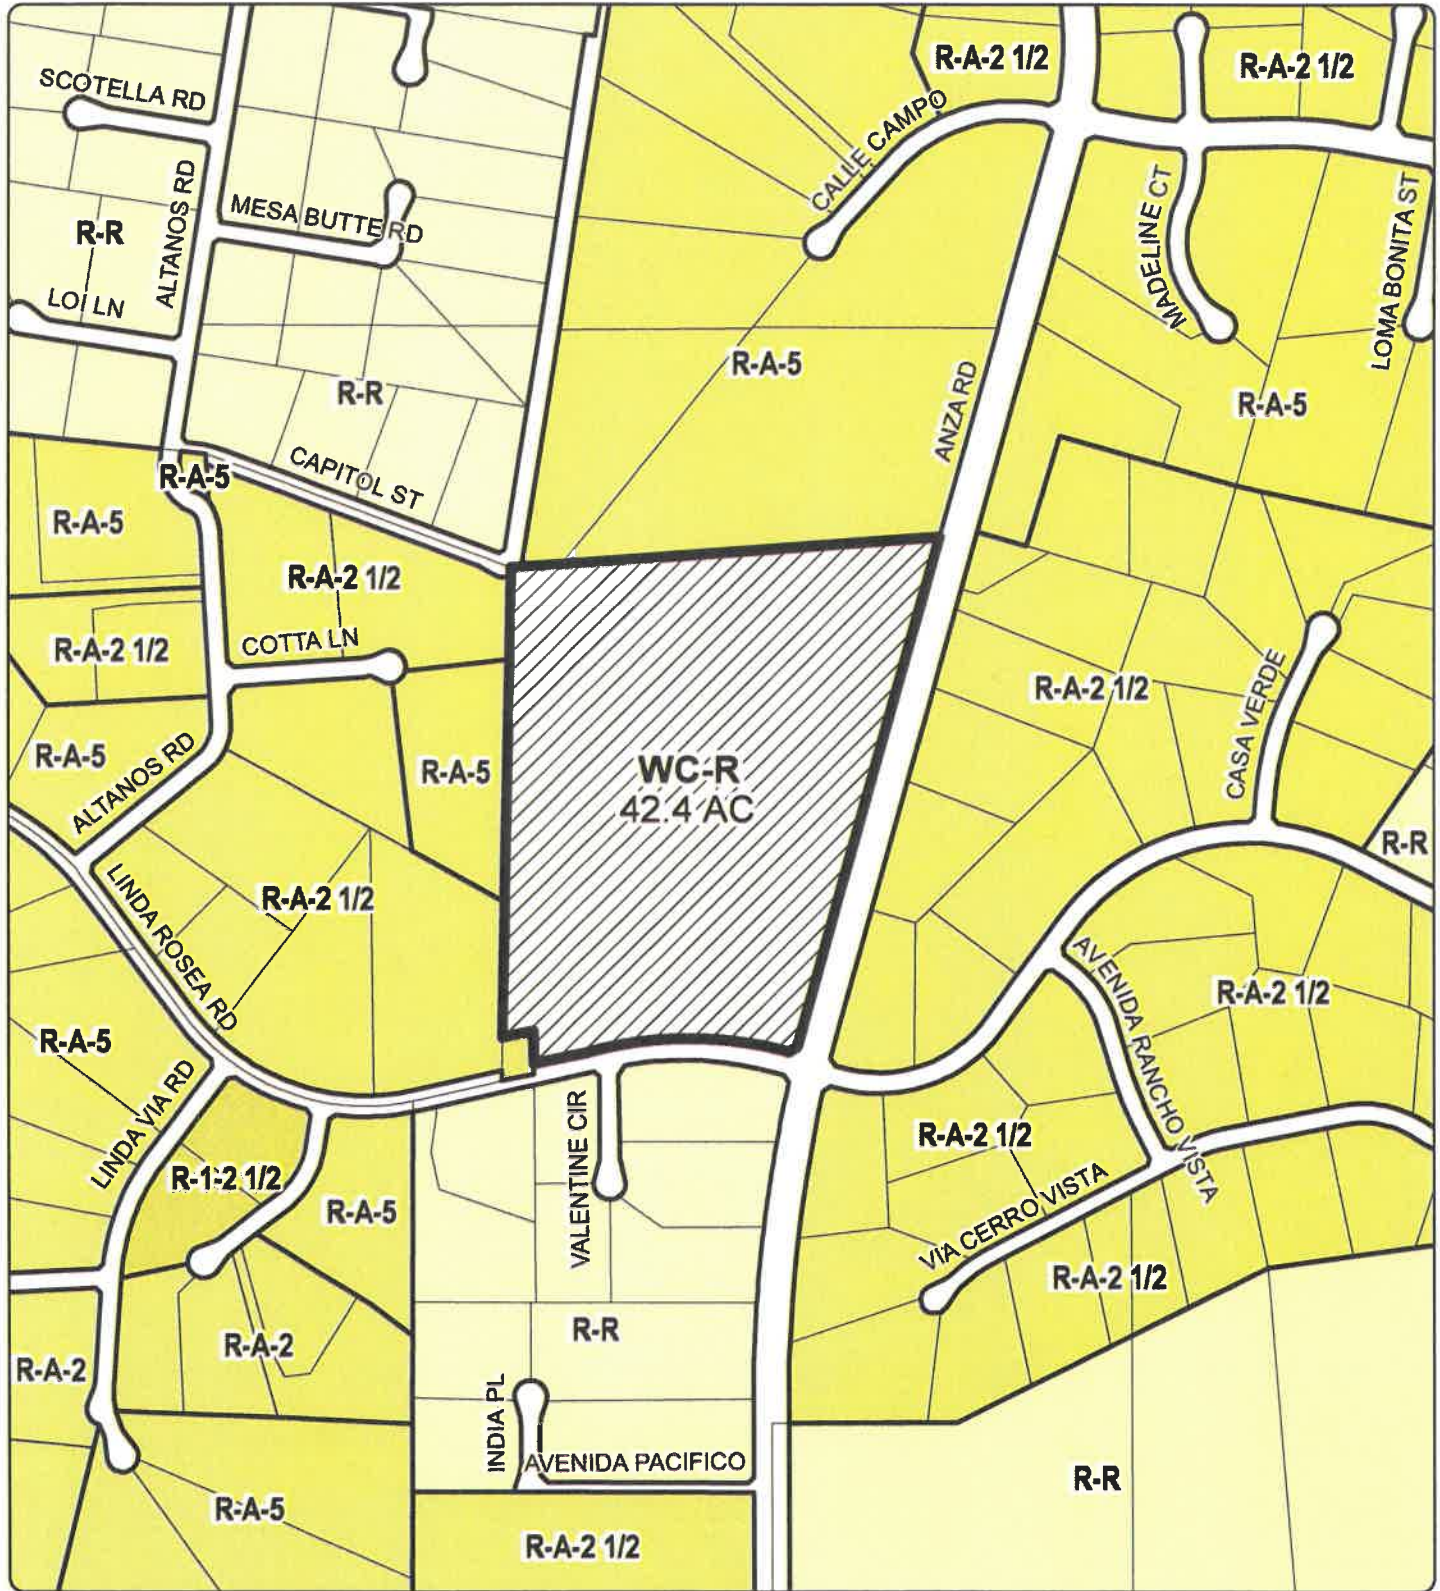 R-A-2 1/2
R-A-2 1/2
SCOTELLA RD
CALLE CAMPO
ALTANOS RD
MESA BUTTE RD
R-R
MADELINE CT
LOMA BONITA ST
LOI LN
R-A-5
R-R
ANZA RD
R-A-5
CAPITOL ST
R-A-5
R-A-5
R-A-2 1/2
COTTA LN
R-A-2 1/2
R-A-2 1/2
CASA VERDE
R-A-5
ALTANOS RD
R-A-5
WC-R
42.4 AC
R-R
LINDA ROSEA RD
R-A-2 1/2
AVENIDA RANCHO VISTA
R-A-2 1/2
R-A-5
LINDA VIA RD
VALENTINE CIR
R-A-2 1/2
R-1-2 1/2
R-A-5
VIA CERRO VISTA
R-A-2 1/2
R-R
R-A-2
R-A-2
INDIA PL
AVENIDA PACIFICO
R-R
R-A-5
R-A-2 1/2